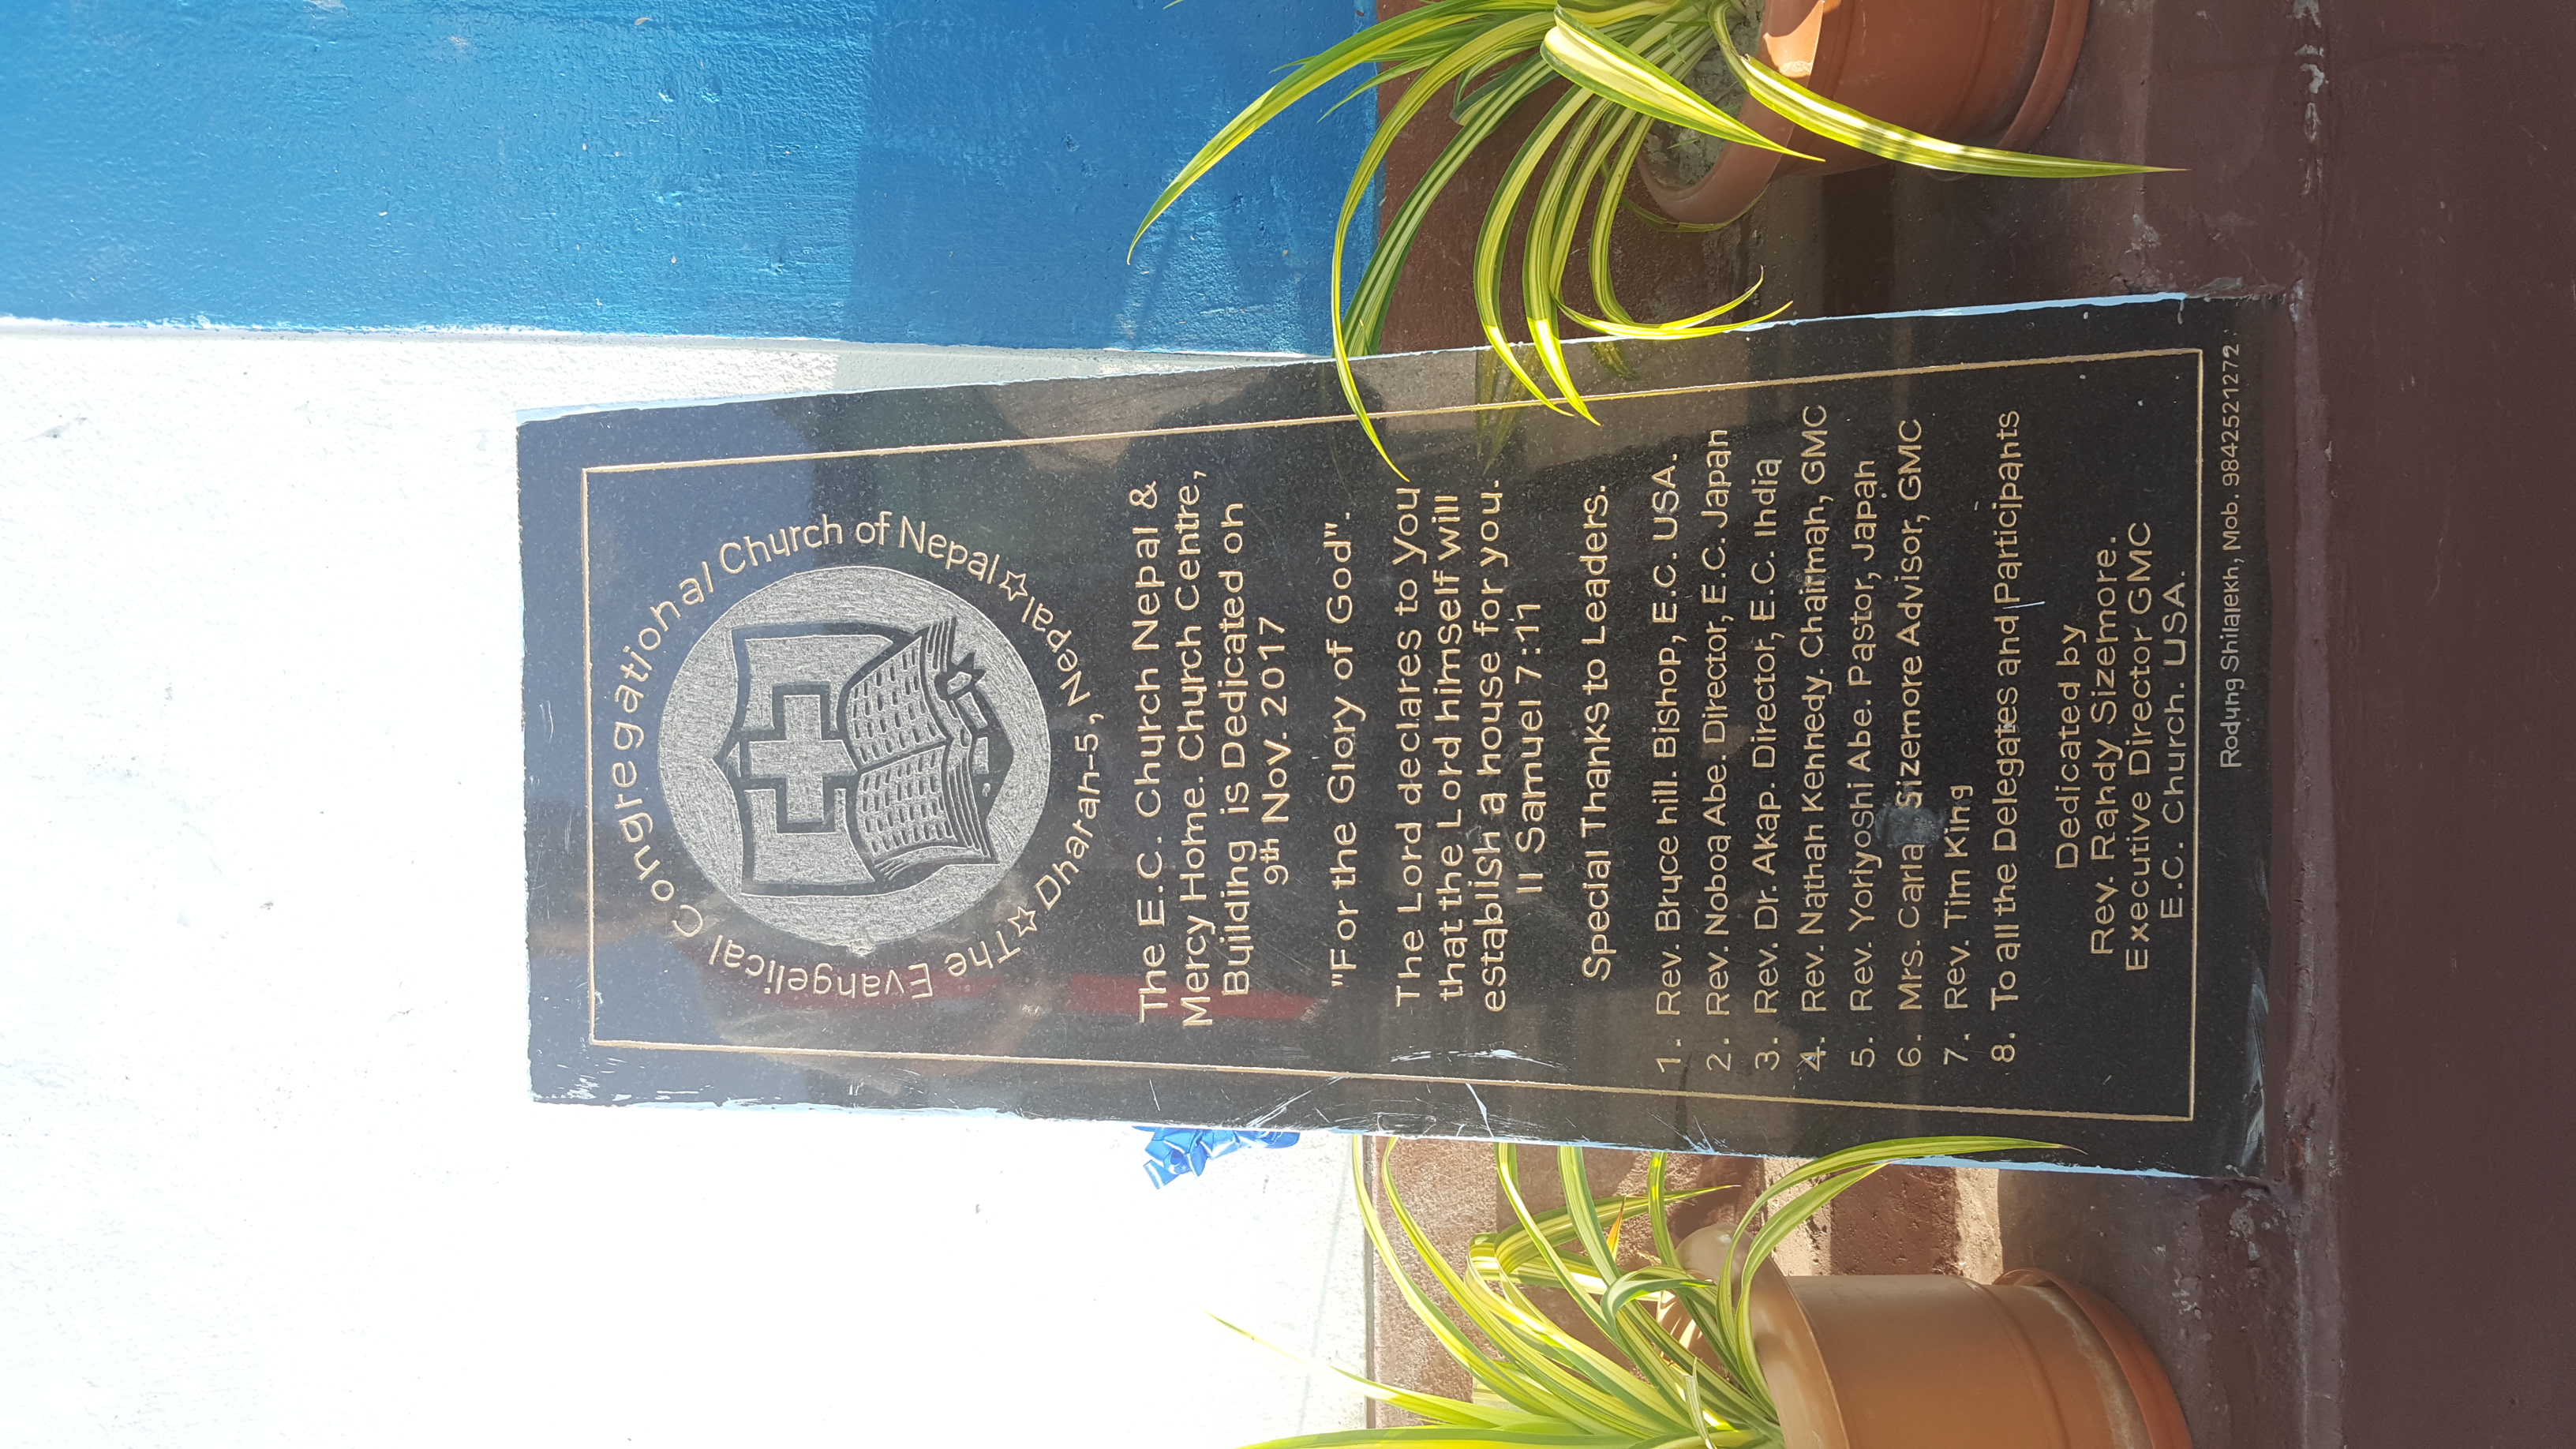 The Evangelical Congregational Church of Nepal ☆ Dharan-5, Nepal ☆
The E.C. Church Nepal &
Mercy Home. Church Centre,
Building is Dedicated on
9th Nov. 2017
"For the Glory of God".
The Lord declares to You
that the Lord himself will
establish a house for you.
II Samuel 7:11
Special Thanks to Leaders.
1. Rev. Bruce hill. Bishop, E.C. USA.
2. Rev. Noboa Abe. Director, E.C. Japan
3. Rev. Dr. Akap. Director, E.C. India
4. Rev. Nathan Kennedy. Chairman, GMC
5. Rev. Yoriyoshi Abe. Pastor, Japan
6. Mrs. Carla Sizemore Advisor, GMC
7. Rev. Tim King
8. To all the Delegates and Participants
Dedicated by
Rev. Randy Sizemore.
Executive Director GMC
E.C. Church. USA.
Rodung Shilalekh, Mob. 9842521272